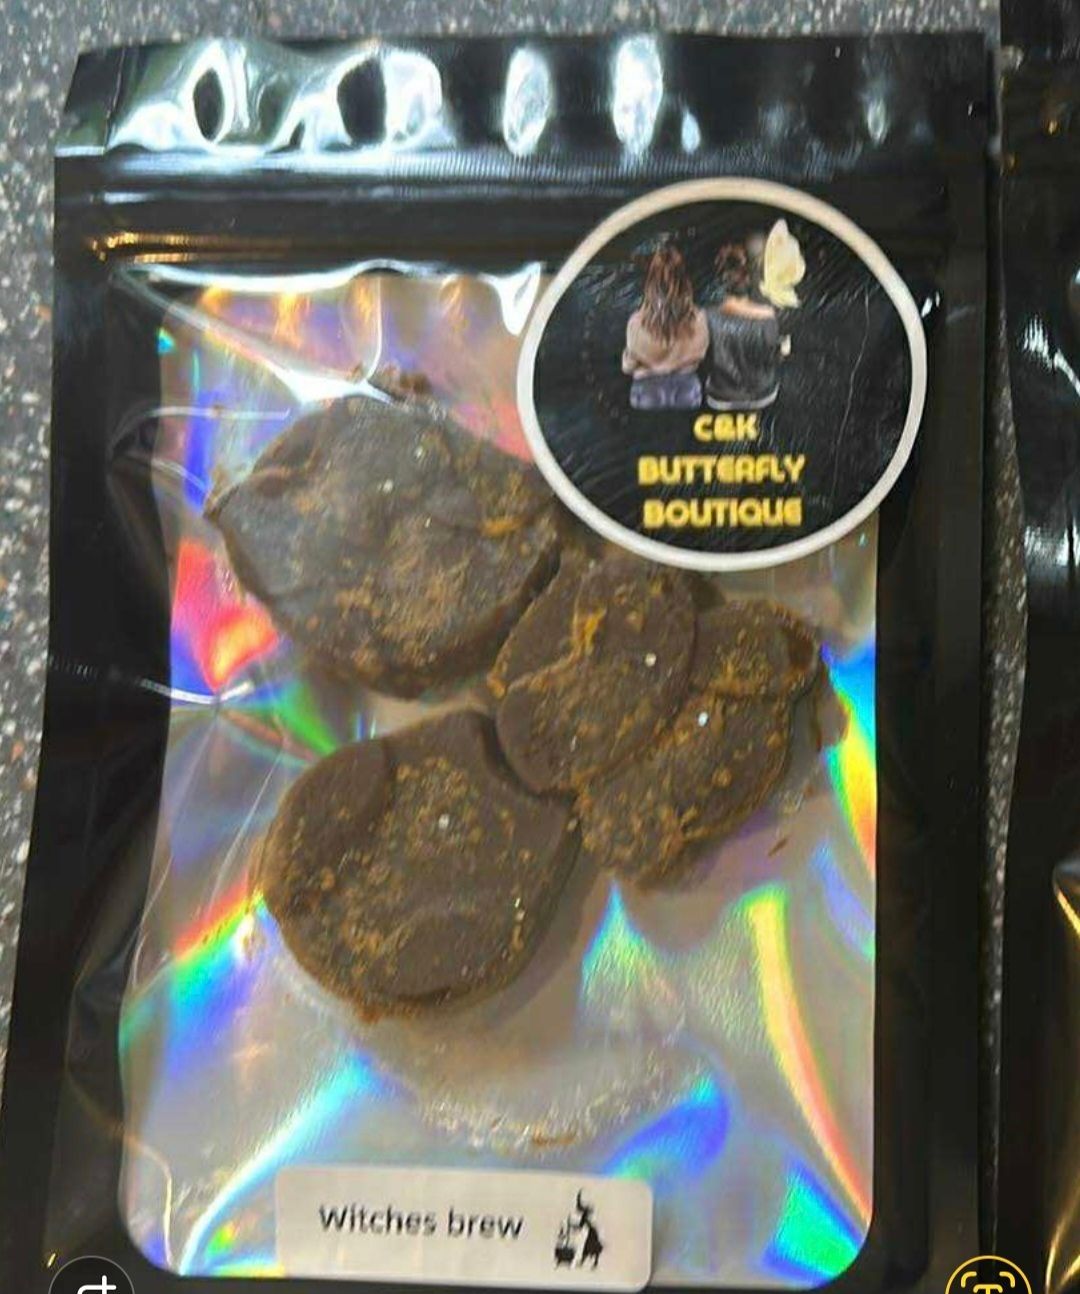 C&K
BUTTERFLY
BOUTIQUE
Witches brew